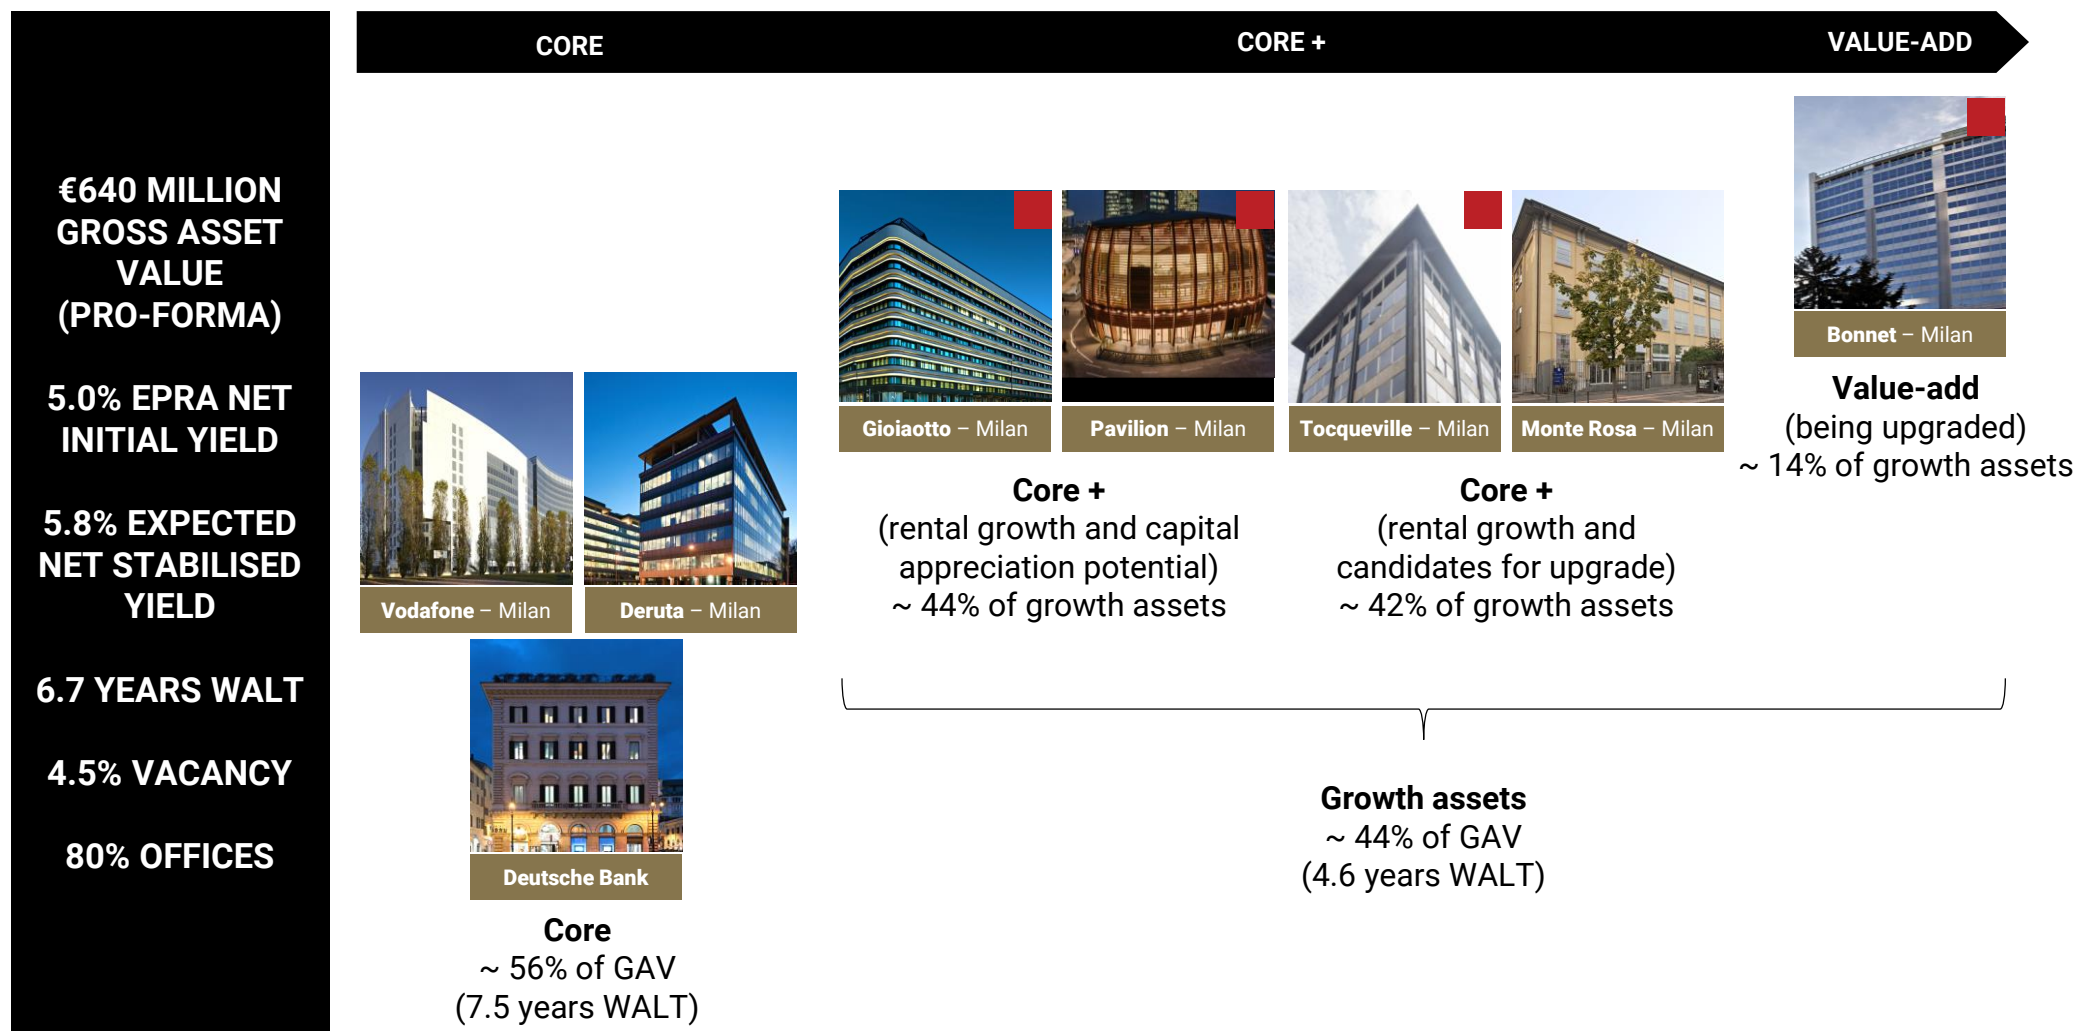 CORE
CORE +
VALUE-ADD
€640 MILLION
GROSS ASSET
VALUE
(PRO-FORMA)
5.0% EPRA NET
INITIAL YIELD
5.8% EXPECTED
NET STABILISED
YIELD
6.7 YEARS WALT
4.5% VACANCY
80% OFFICES
Vodafone – Milan
Deruta – Milan
Deutsche Bank
Core
~ 56% of GAV
(7.5 years WALT)
Gioiaotto – Milan
Pavilion – Milan
Core +
(rental growth and capital
appreciation potential)
~ 44% of growth assets
Tocqueville – Milan
Monte Rosa – Milan
Core +
(rental growth and
candidates for upgrade)
~ 42% of growth assets
Bonnet – Milan
Value-add
(being upgraded)
~ 14% of growth assets
Growth assets
~ 44% of GAV
(4.6 years WALT)